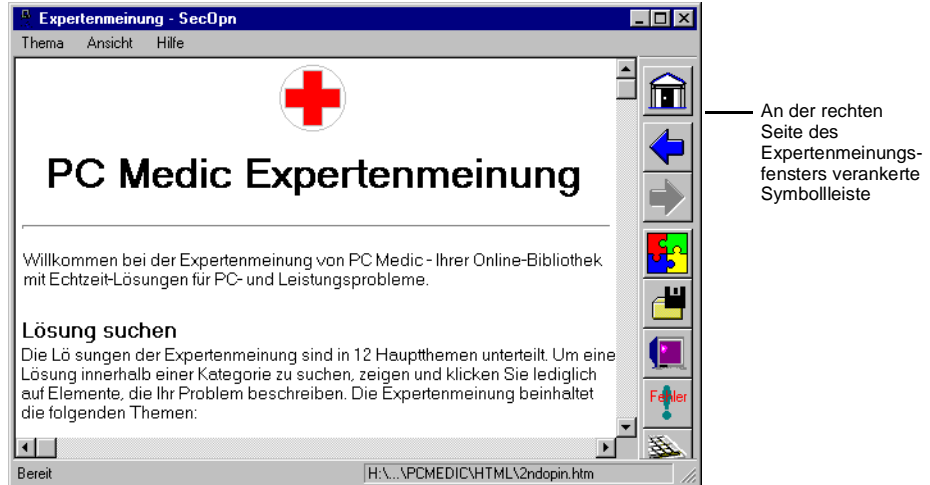 Expertenmeinung - SecOpn
Thema Ansicht Hilfe
PC Medic Expertenmeinung
Willkommen bei der Expertenmeinung von PC Medic - Ihrer Online-Bibliothek
mit Echtzeit-Lösungen für PC- und Leistungsprobleme.
Lösung suchen
Die Lö sungen der Expertenmeinung sind in 12 Hauptthemen unterteilt. Um eine
Lösung innerhalb einer Kategorie zu suchen, zeigen und klicken Sie lediglich
auf Elemente, die Ihr Problem beschreiben. Die Expertenmeinung beinhaltet
die folgenden Themen:
Fehler
Bereit
H:\...\PCMEDIC\HTML\2ndopin.htm
An der rechten
Seite des
Expertenmeinungs-
fensters verankerte
Symbollleiste